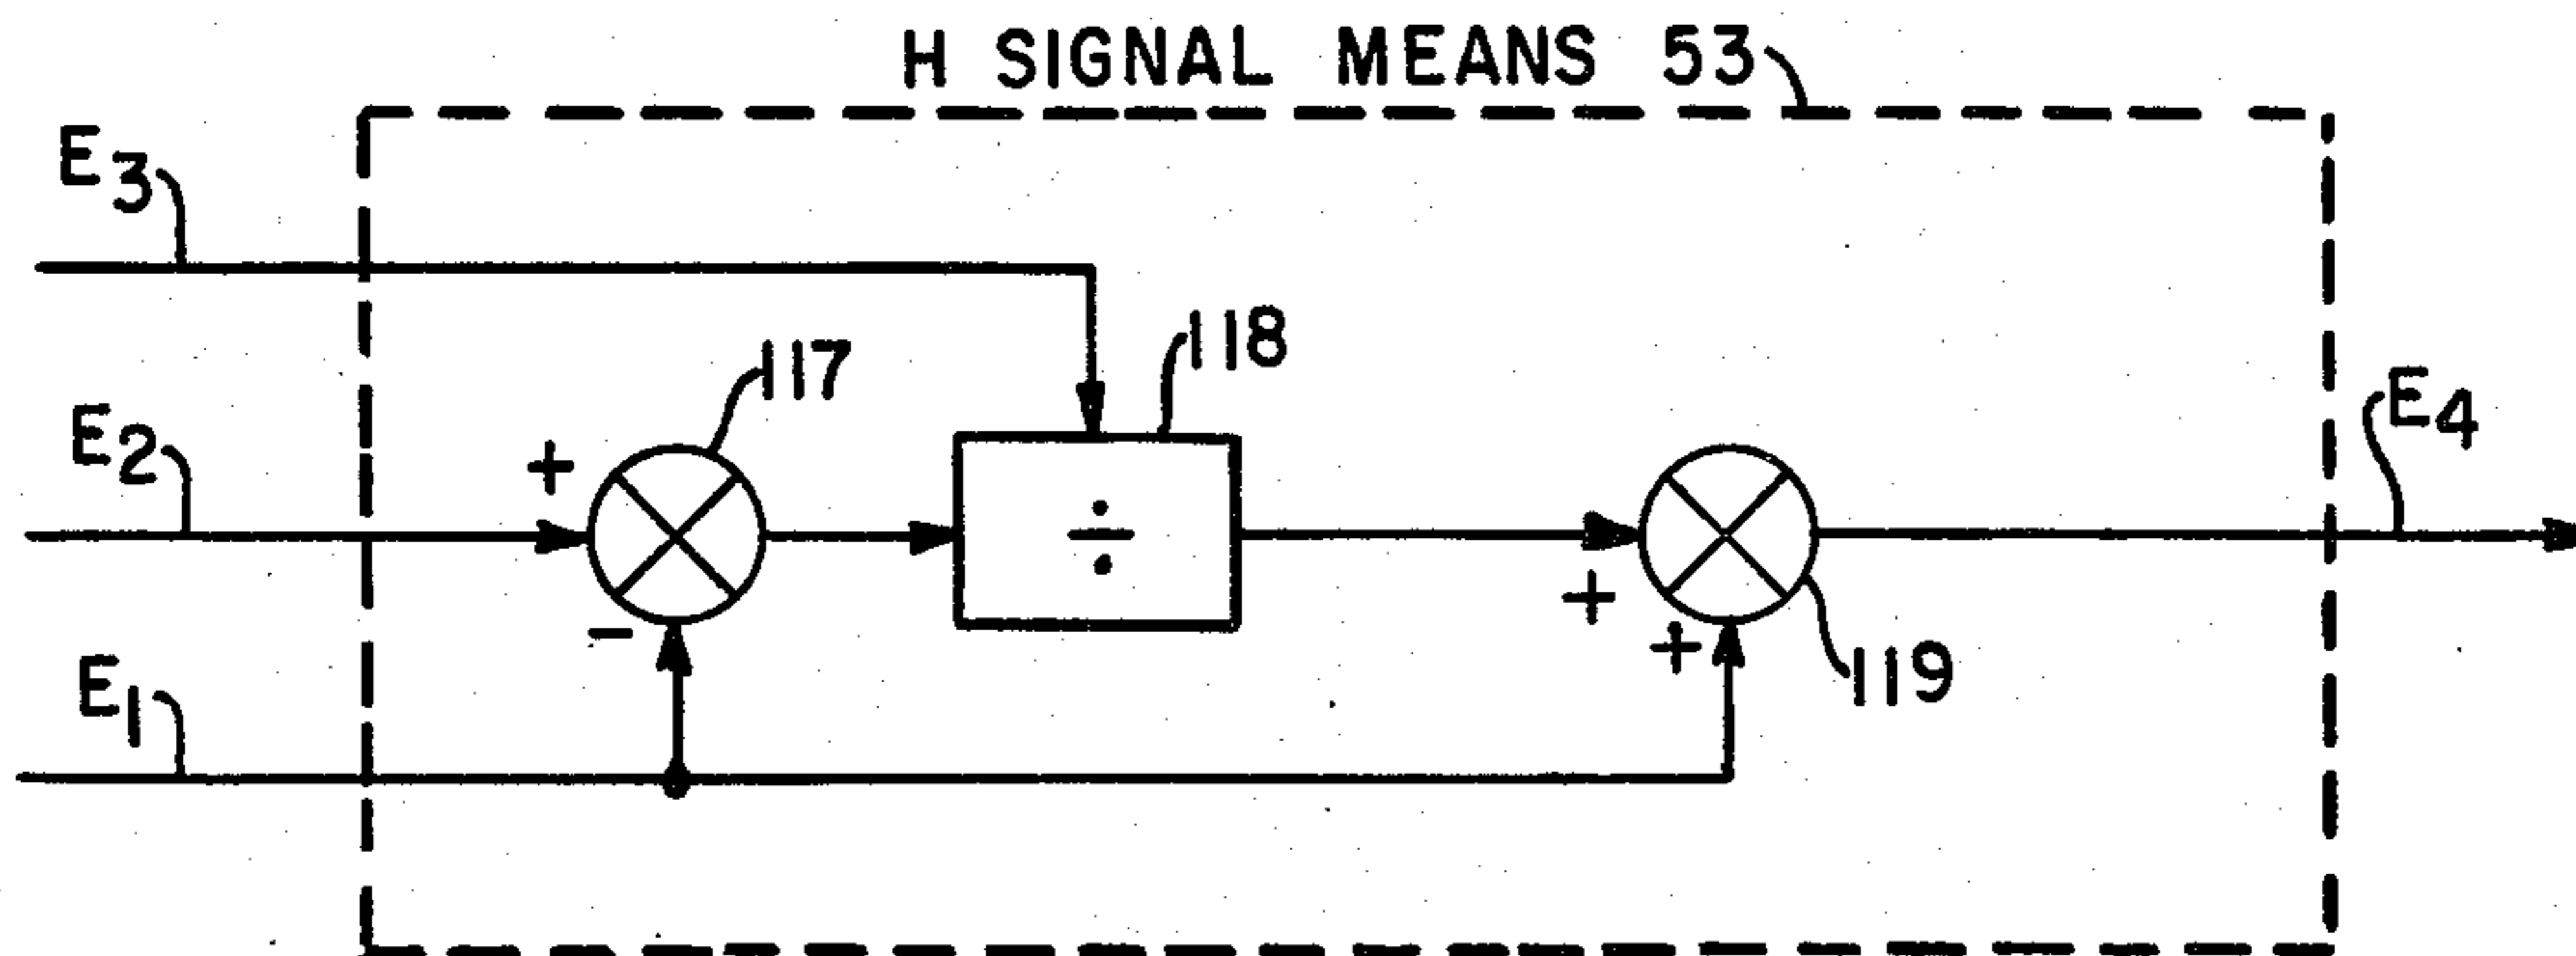 H SIGNAL MEANS 53
E3
118
117
E4
E2
+
÷
-
+
+
E1
119